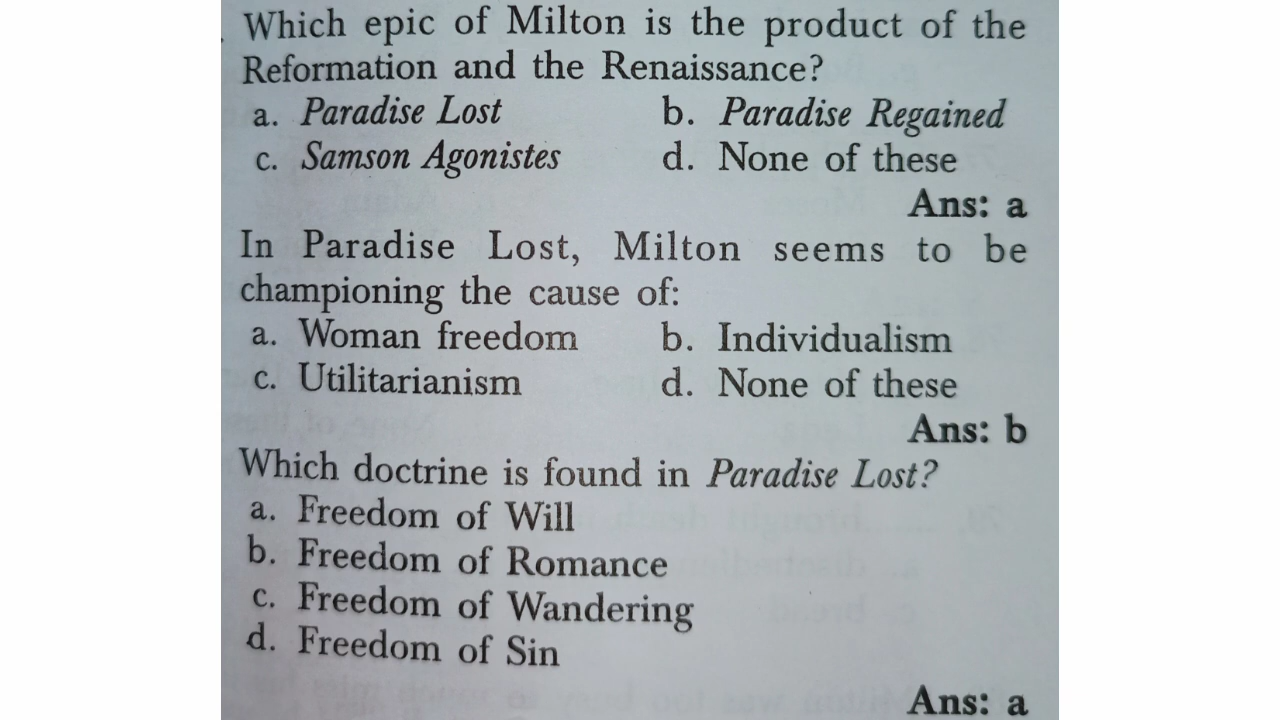 Which epic of Milton is the product of the
Reformation and the Renaissance?
a. Paradise Lost b. Paradise Regained
c. Samson Agonistes d. None of these
Ans: a
In Paradise Lost, Milton seems to be
championing the cause of:
a. Woman freedom b. Individualism
c. Utilitarianism d. None of these
Ans: b
Which doctrine is found in Paradise Lost?
a. Freedom of Will
b. Freedom of Romance
c. Freedom of Wandering
d. Freedom of Sin
Ans: a